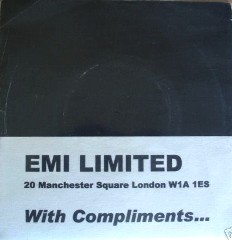 EMI LIMITED
20 Manchester Square London W1A 1ES
With Compliments...